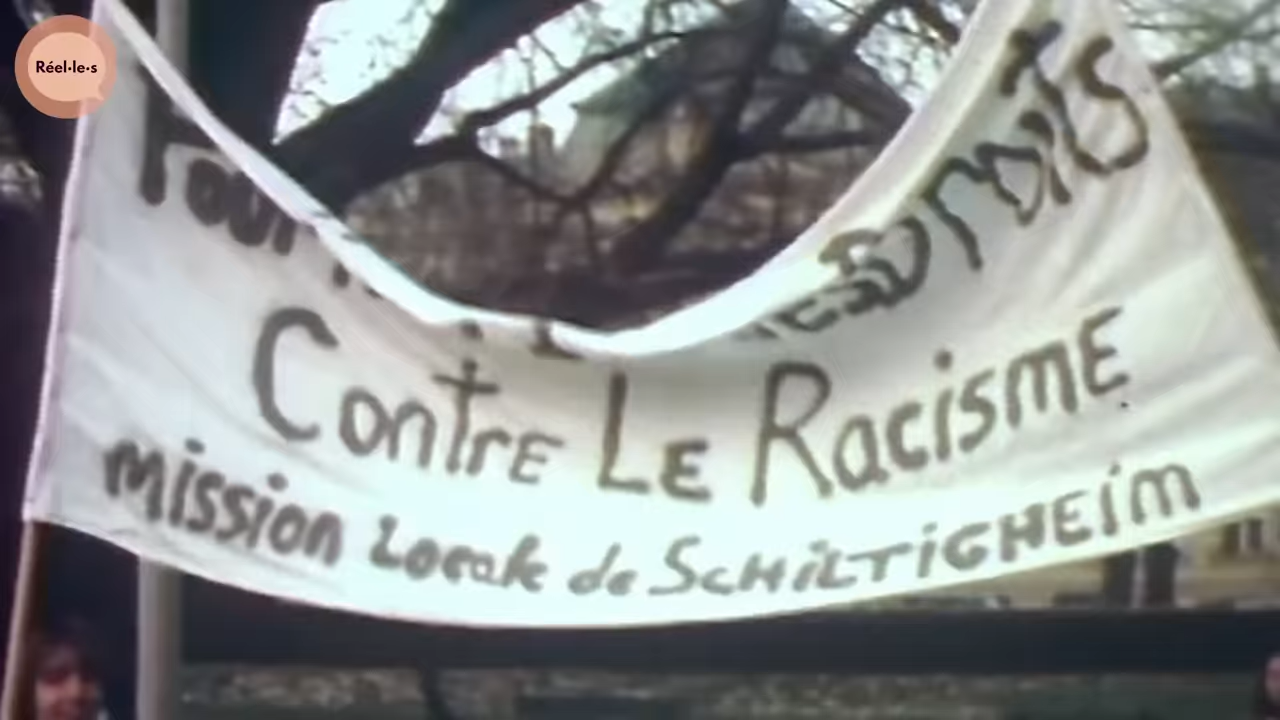 Réel·le·s
Pour
Droits
Contre Le Racisme
Mission Locale de Schiltigheim